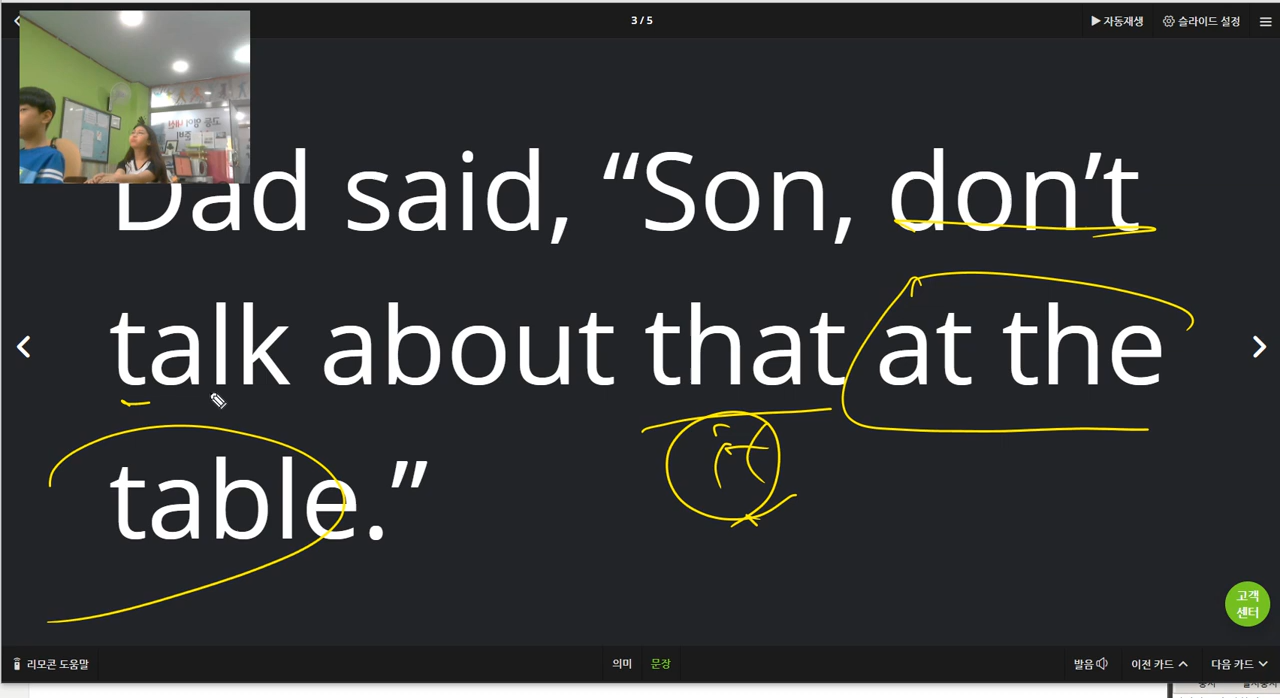 3 / 5
▶ 자동재생
슬라이드 설정
Dad said, “Son, don’t
talk about that at the
table.”
고객
센터
리모콘 도움말
의미
문장
발음
이전 카드
다음 카드